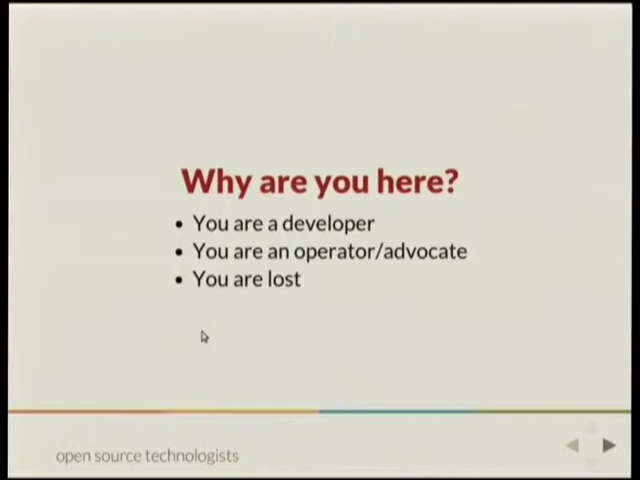 Why are you here?
• You are a developer
• You are an operator/advocate
• You are lost
open source technologists